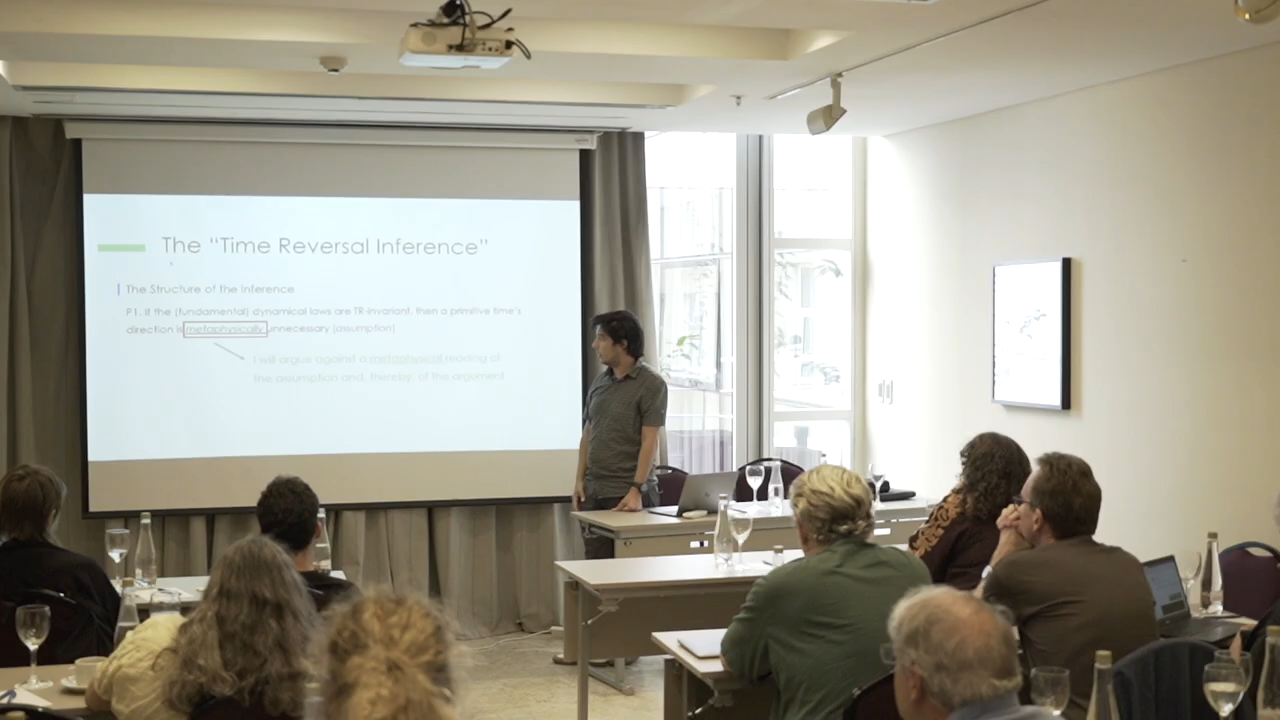 The “Time Reversal Inference”
The Structure of the Inference
P1. If the (fundamental) dynamical laws are TR-invariant, then a primitive time’s
direction is metaphysically unnecessary [assumption]
I will argue against a metaphysical reading of
the assumption and, thereby, of the argument